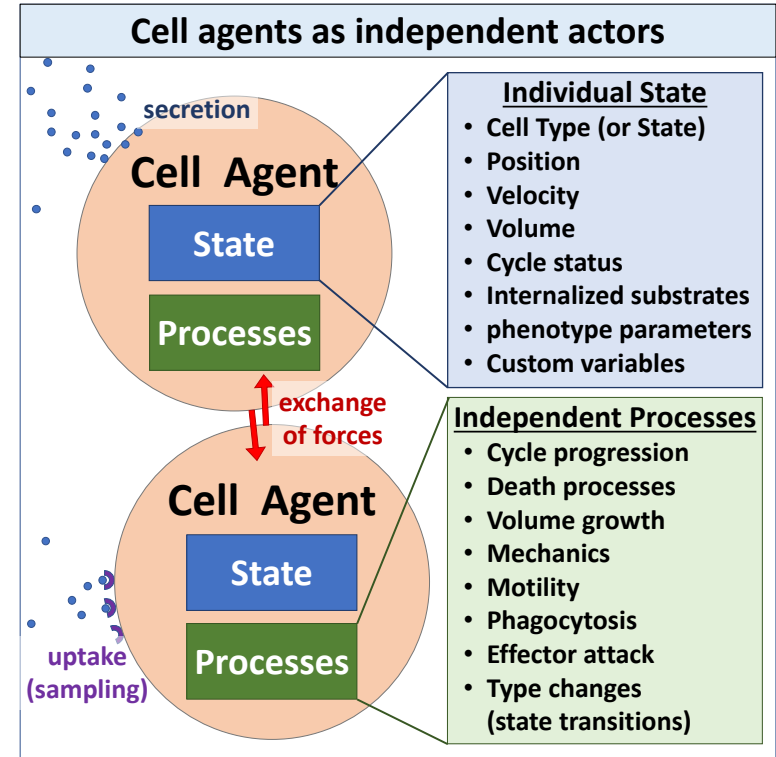 Cell agents as independent actors
secretion
Cell Agent
State
Processes
exchange
of forces
Cell Agent
State
Processes
uptake
(sampling)
Individual State
• Cell Type (or State)
• Position
• Velocity
• Volume
• Cycle status
• Internalized substrates
• phenotype parameters
• Custom variables
Independent Processes
• Cycle progression
• Death processes
• Volume growth
• Mechanics
• Motility
• Phagocytosis
• Effector attack
• Type changes
(state transitions)